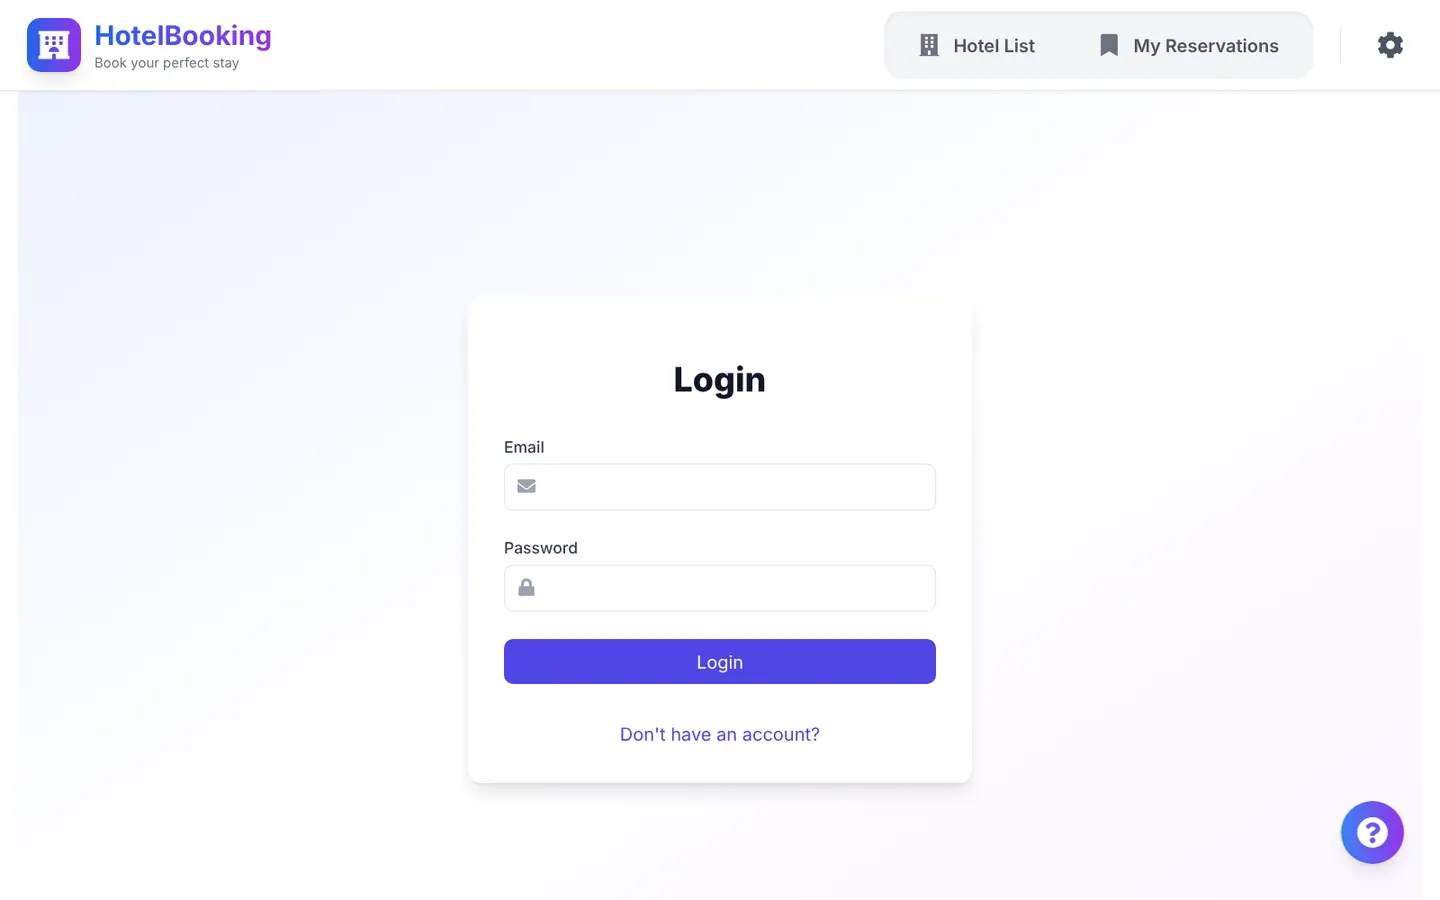 HotelBooking
Book your perfect stay
Hotel List
My Reservations
Login
Email
Password
Login
Don't have an account?